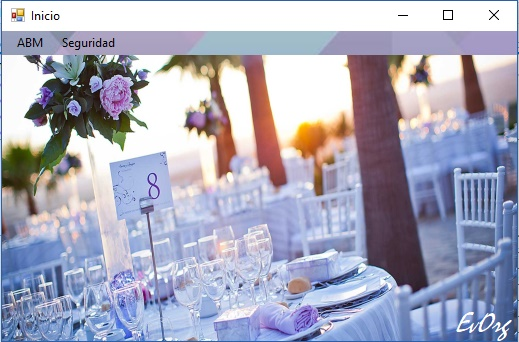 Inicio
ABM Seguridad
8
EvOrg